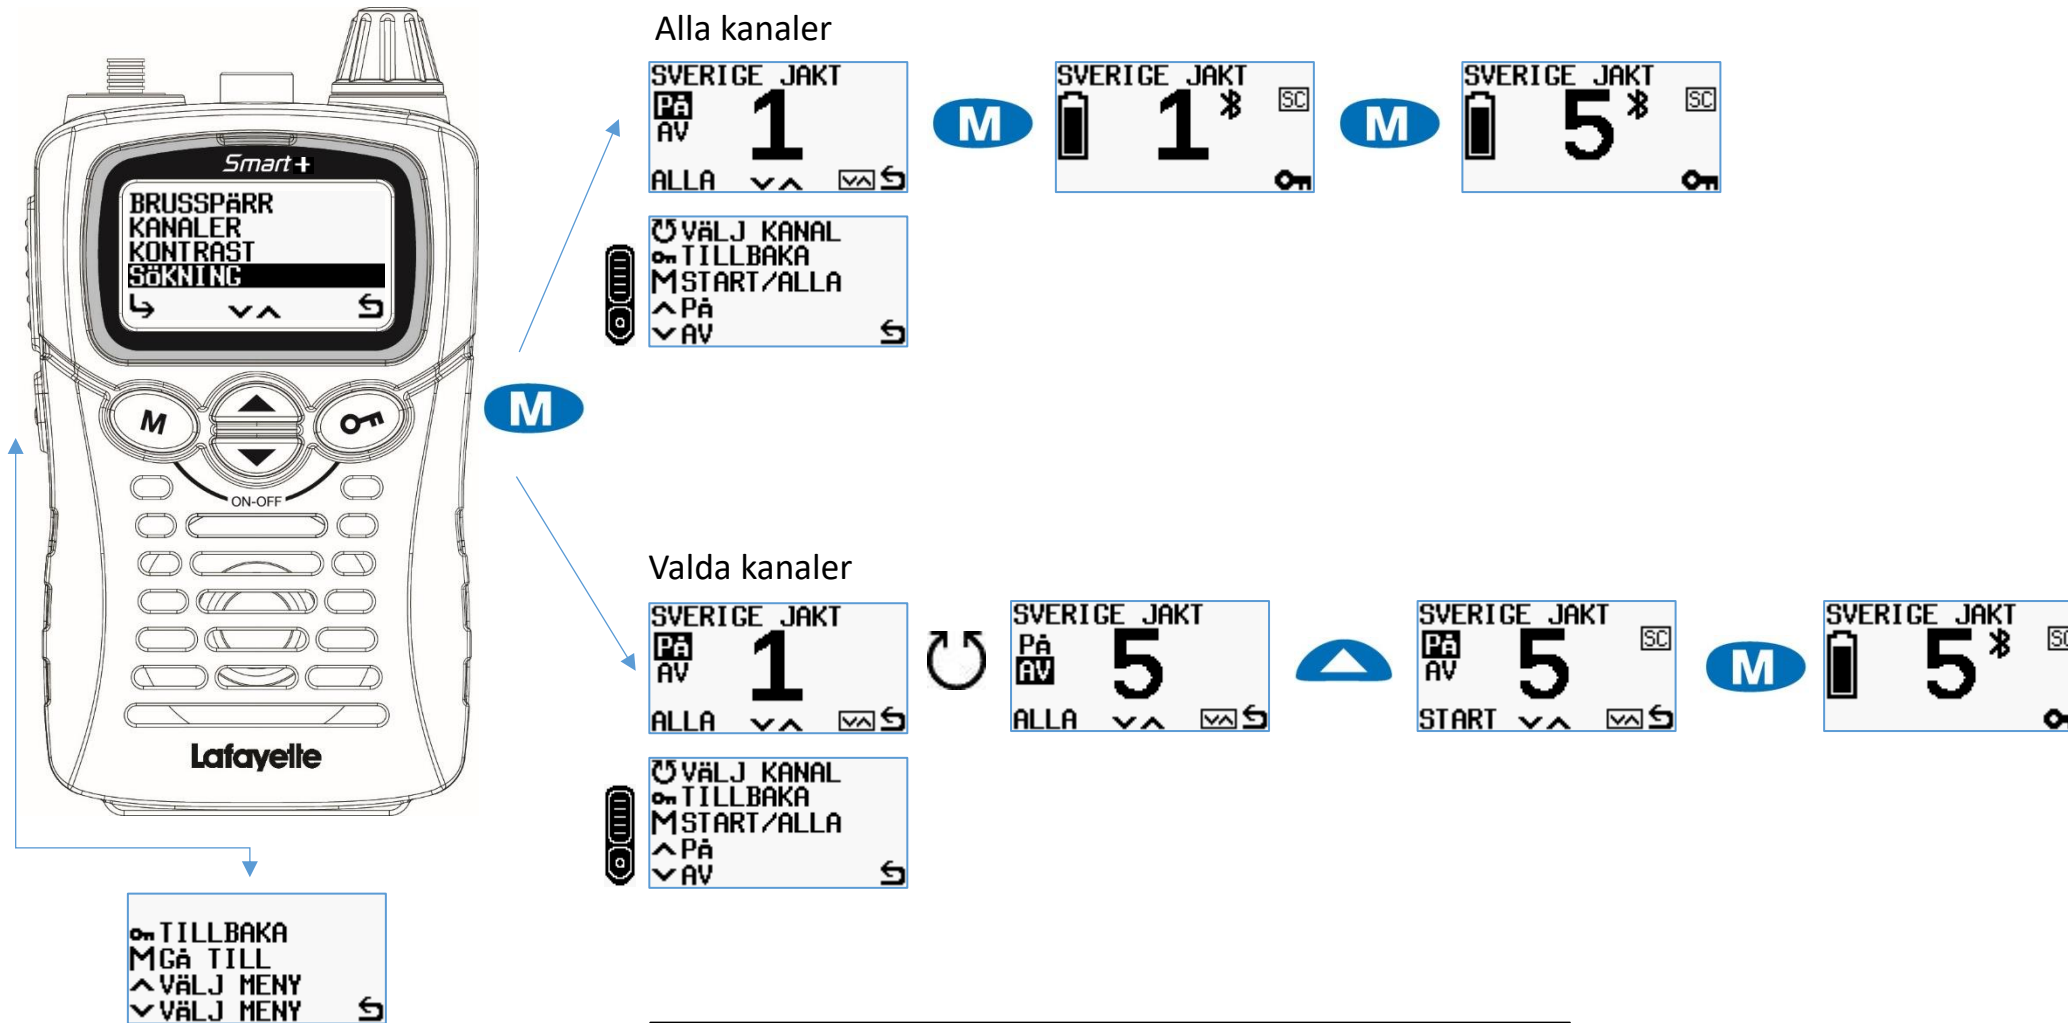 Alla kanaler
SVERIGE JAKT
På
AV
1
ALLA
M
SVERIGE JAKT
1
SC
M
SVERIGE JAKT
5
SC
VÄLJ KANAL
TILLBAKA
M START/ALLA
På
AV
Smart+
BRUSSPÄRR
KANALER
KONTRAST
SÖKNING
M
M
ON-OFF
Lafayette
Valda kanaler
SVERIGE JAKT
På
AV
1
ALLA
SVERIGE JAKT
På
AV
5
ALLA
SVERIGE JAKT
På
AV
5
SC
START
M
SVERIGE JAKT
5
VÄLJ KANAL
TILLBAKA
M START/ALLA
På
AV
TILLBAKA
M GÅ TILL
VÄLJ MENY
VÄLJ MENY